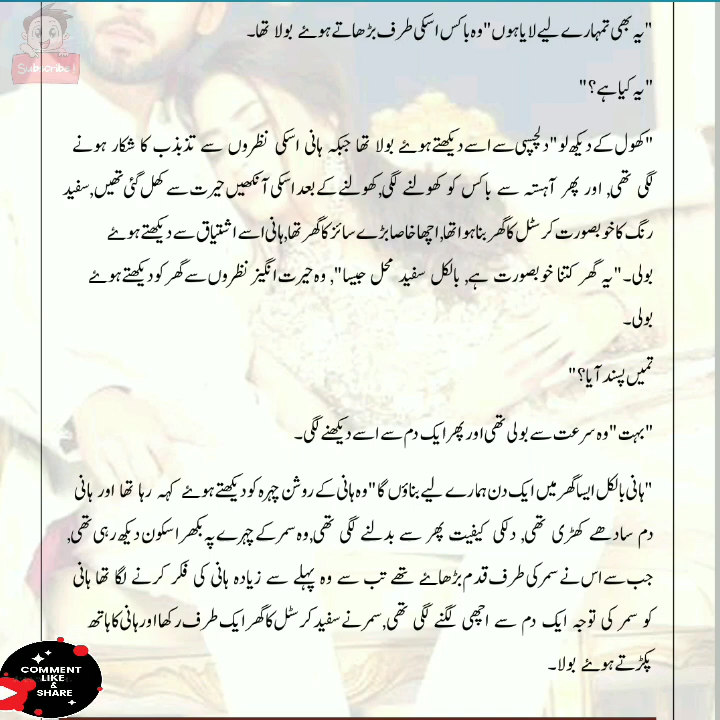 "یہ بھی تمہارے لیے لایا ہوں" وہ باکس اسکی طرف بڑھاتے ہوئے بولا تھا۔
"یہ کیا ہے؟"
"کھول کے دیکھ لو" دلچسپی سے اسے دیکھتے ہوئے بولا تھا جبکہ ہانی اسکی نظروں سے تذبذب کا شکار ہونے
لگی تھی, اور پھر آہستہ سے باکس کو کھولنے لگی,کھولنے کے بعد اسکی آنکھیں حیرت سے کھل گئی تھیں,سفید
رنگ کا خوبصورت کرسٹل کا گھر بنا ہوا تھا,اچھا خاصا بڑے سائز کا گھر تھا,ہانی اسے اشتیاق سے دیکھتے ہوئے
بولی۔"یہ گھر کتنا خوبصورت ہے, بالکل سفید محل جیسا", وہ حیرت انگیز نظروں سے گھر کو دیکھتے ہوئے
بولی۔
تمیں پسند آیا؟"
"بہت" وہ سرعت سے بولی تھی اور پھر ایک دم سے اسے دیکھنے لگی۔
"ہانی بالکل ایسا گھر میں ایک دن ہمارے لیے بناؤں گا" وہ ہانی کے روشن چہرہ کو دیکھتے ہوئے کہہ رہا تھا اور ہانی
دم سادھے کھڑی تھی, دلکی کیفیت پھر سے بدلنے لگی تھی,وہ سمر کے چہرے پہ بکھرا سکون دیکھ رہی تھی,
جب سے اس نے سمر کی طرف قدم بڑھائے تھے تب سے وہ پہلے سے زیادہ ہانی کی فکر کرنے لگا تھا ہانی
کو سمر کی توجہ ایک دم سے اچھی لگنے لگی تھی,سمر نے سفید کرسٹل کا گھر ایک طرف رکھا اور ہانی کا ہاتھ
پکڑتے ہوئے بولا۔
Subscribe!
COMMENT
LIKE
&
SHARE